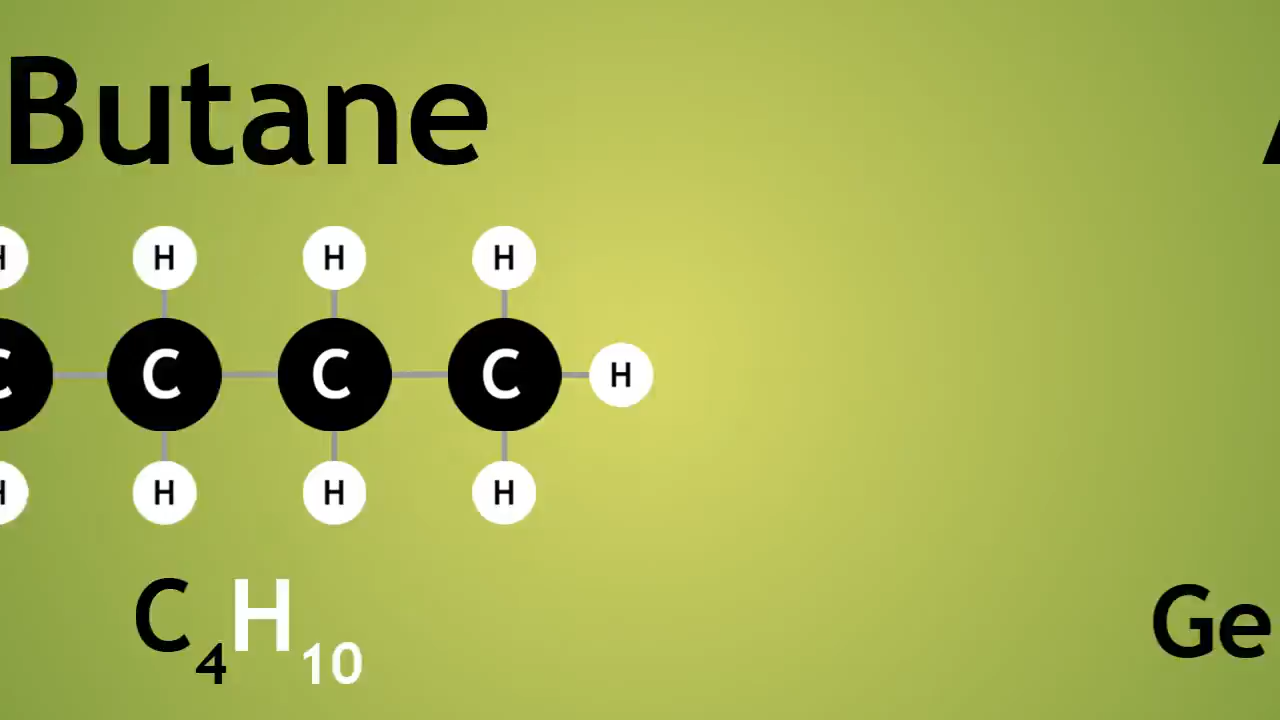 Butane
H H H H
C C C C H
H H H H
C4H10
Ge